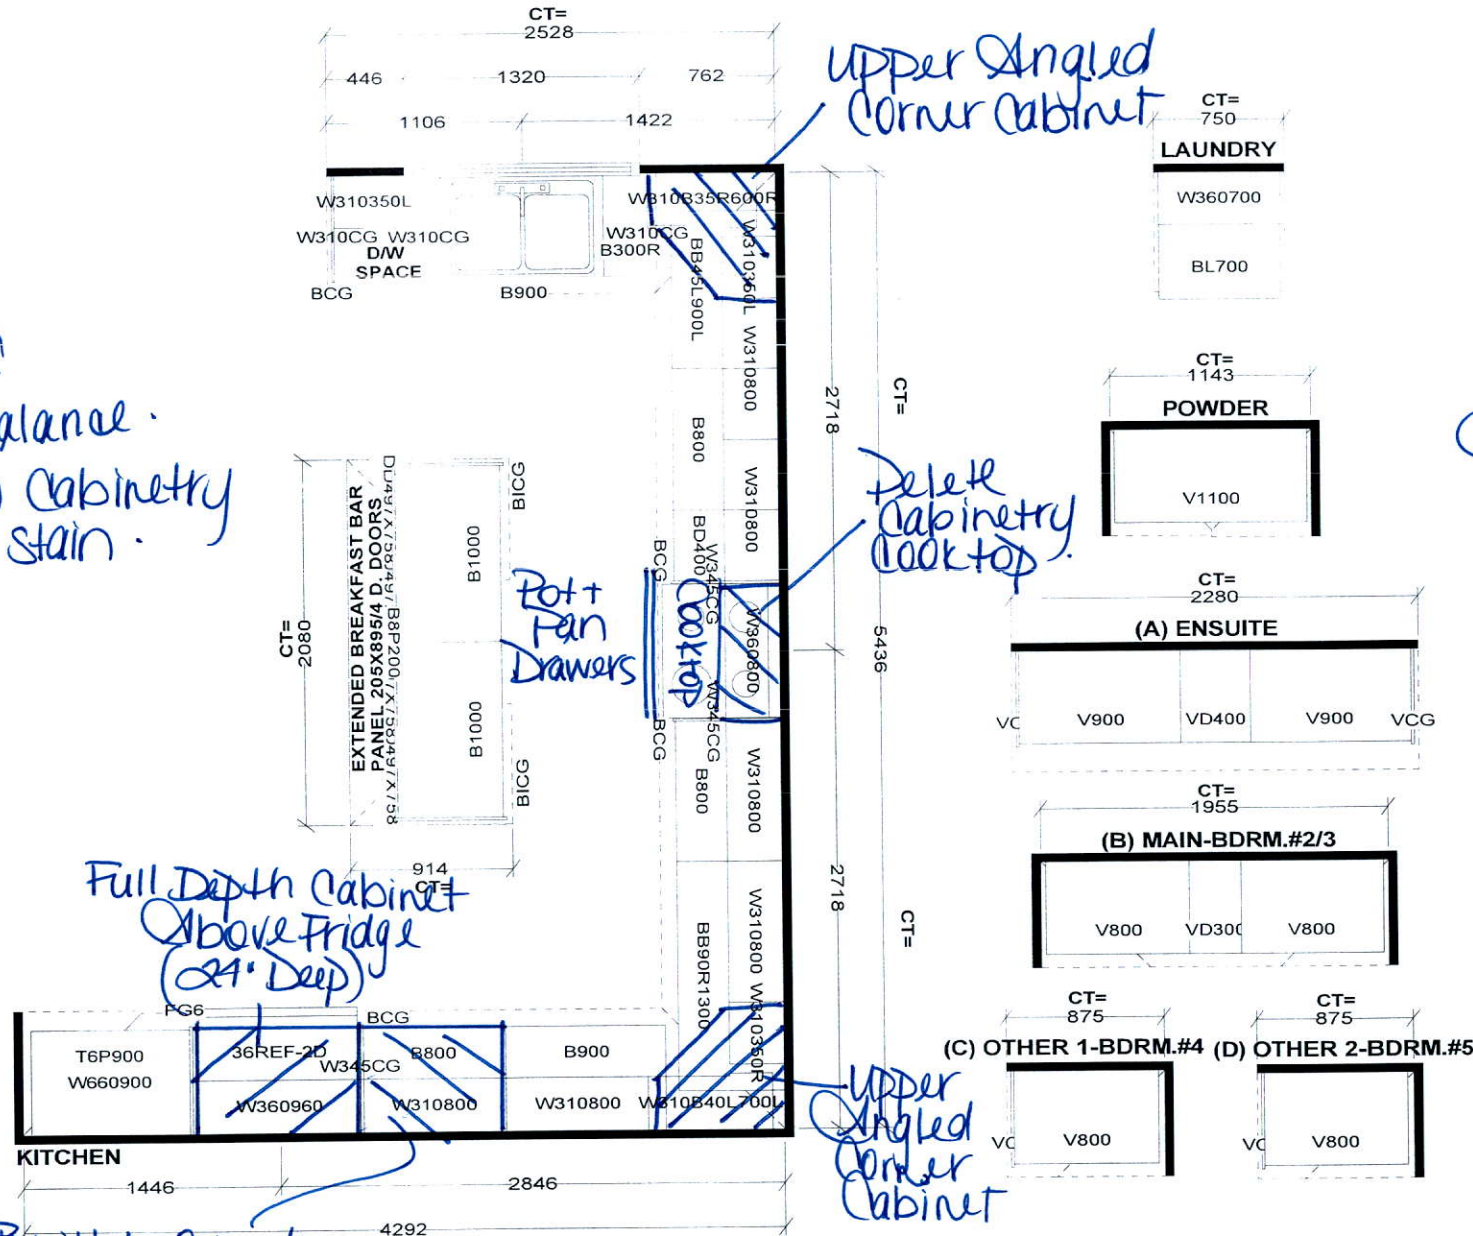 CT=
2528
446 1320 762
1106 1422
Upper Angled
Corner Cabinet
W310350L
W310CG W310CG
D/W
SPACE
BCG
B900
W310B35R600R
W310CG
B300R
BB45L900L
W310350L
W310800
B800
W310800
BD400
W345CG
BCG
Cooktop
W360800
W345CG
BCG
B800
W310800
BB90R1300
W310800
W310350R
2718
CT=
5436
2718
CT=
alance.
Cabinetry
Stain.
CT=
2080
EXTENDED BREAKFAST BAR
PANEL 205X895/4 D. DOORS
B1000
B1000
BICG
BICG
914
CT=
Pot+
Pan
Drawers
Delete
Cabinetry
Cooktop.
Full Depth Cabinet
Above Fridge
(24" Deep)
FG6
BCG
T6P900
W660900
36REF-2D
W345CG
W360960
B800
W310800
B900
W310800
W310B40L700L
Upper
Angled
Corner
Cabinet
KITCHEN
1446 2846
4292
CT=
750
LAUNDRY
W360700
BL700
CT=
1143
POWDER
V1100
CT=
2280
(A) ENSUITE
V900 VD400 V900 VCG
CT=
1955
(B) MAIN-BDRM.#2/3
V800 VD300 V800
CT=
875
(C) OTHER 1-BDRM.#4
VC V800
CT=
875
(D) OTHER 2-BDRM.#5
VC V800